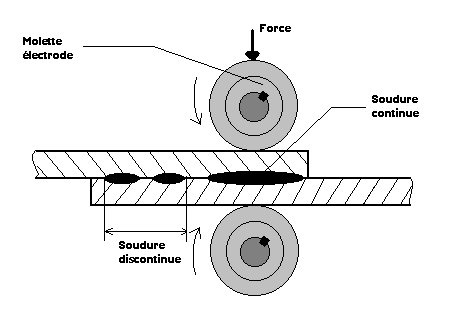 Force
Molette
électrode
Soudure
continue
Soudure
discontinue